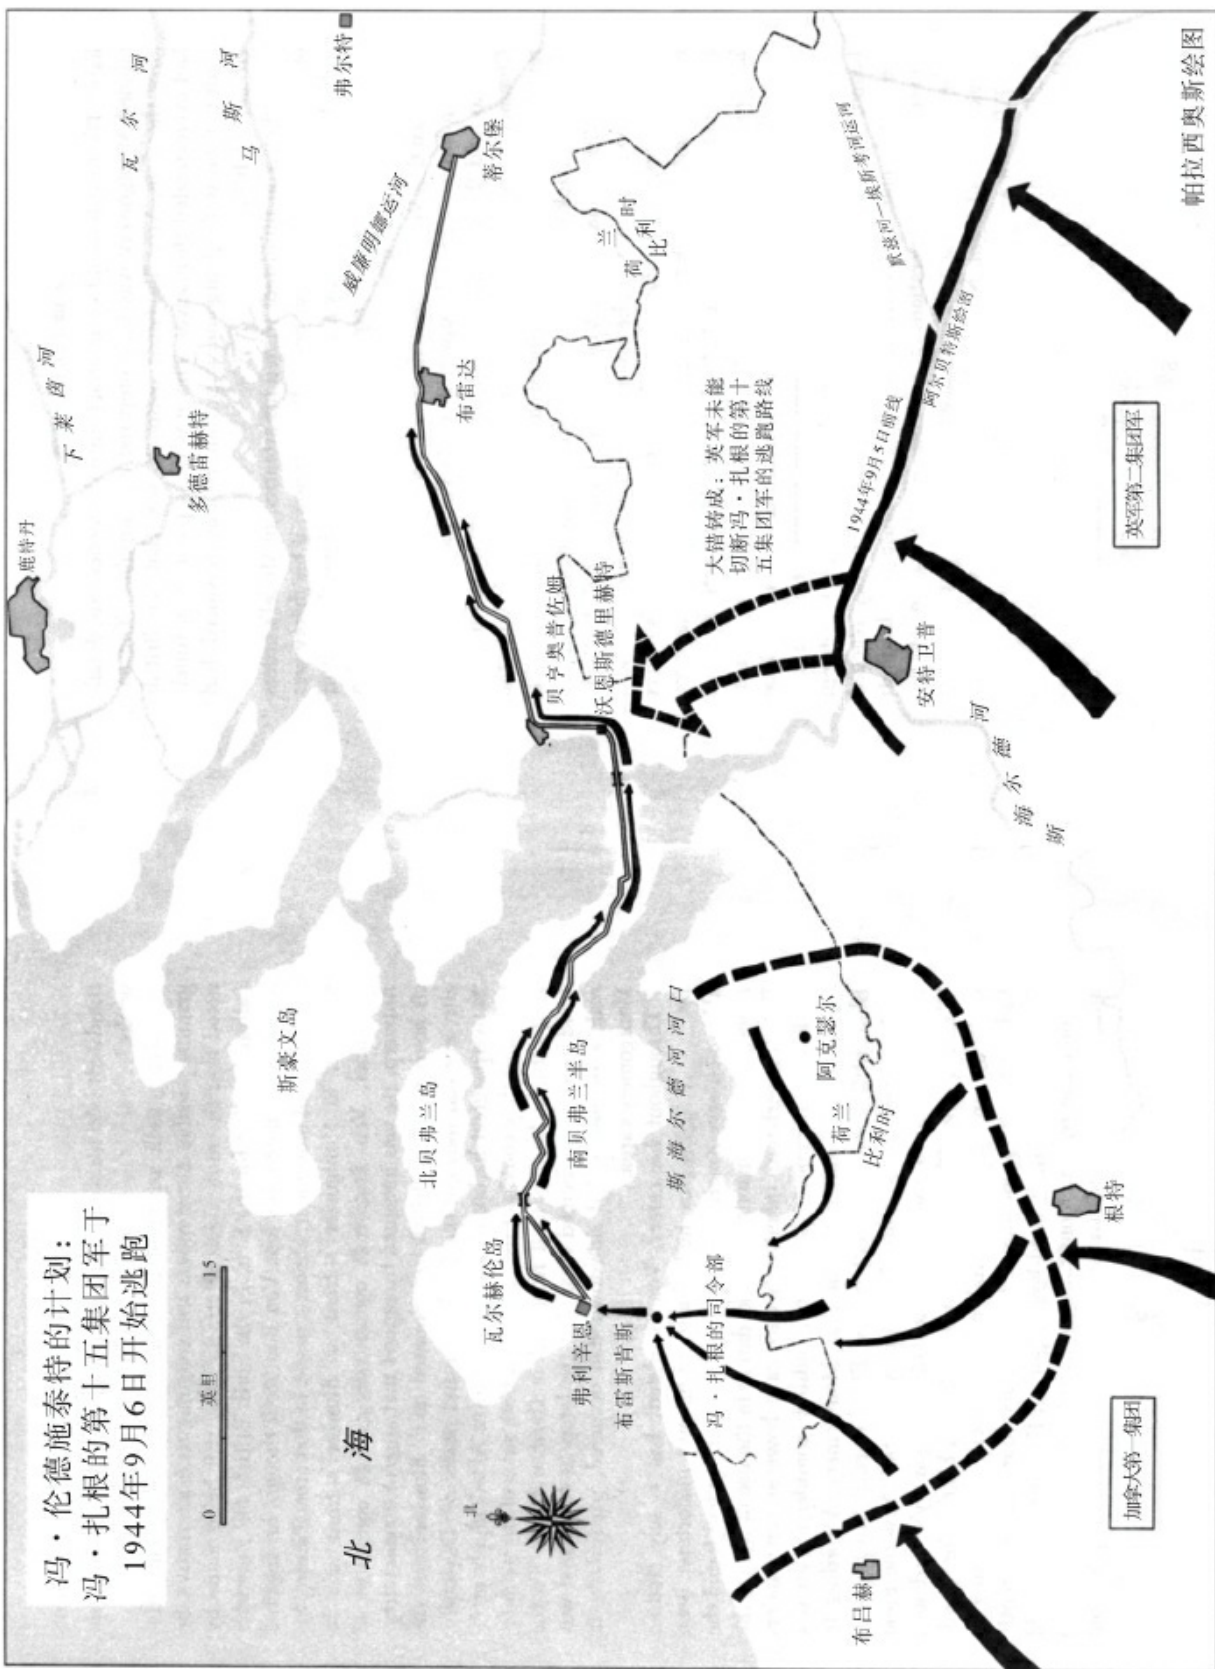 冯·伦德施泰特的计划：
冯·扎根的第十五集团军于
1944年9月6日开始逃跑
0 英里 15
北 海
北
斯豪文岛
北贝弗兰岛
瓦尔赫伦岛
南贝弗兰半岛
弗利辛恩
布雷斯肯斯
冯·扎根的司令部
斯海尔德河河口
阿克瑟尔
荷兰
比利时
布吕赫
根特
加拿大第一集团
鹿特丹
下莱茵河
瓦尔河
马斯河
多德雷赫特
弗尔特
威廉明娜运河
蒂尔堡
布雷达
贝亨奥普佐姆
沃恩斯德里赫特
荷兰
比利时
大错铸成：英军未能
切断冯·扎根的第十
五集团军的逃跑路线
1944年9月5日前线
阿尔贝特斯绘图
默兹河—埃斯考河运河
安特卫普
斯海尔德河
英军第二集团军
帕拉西奥斯绘图